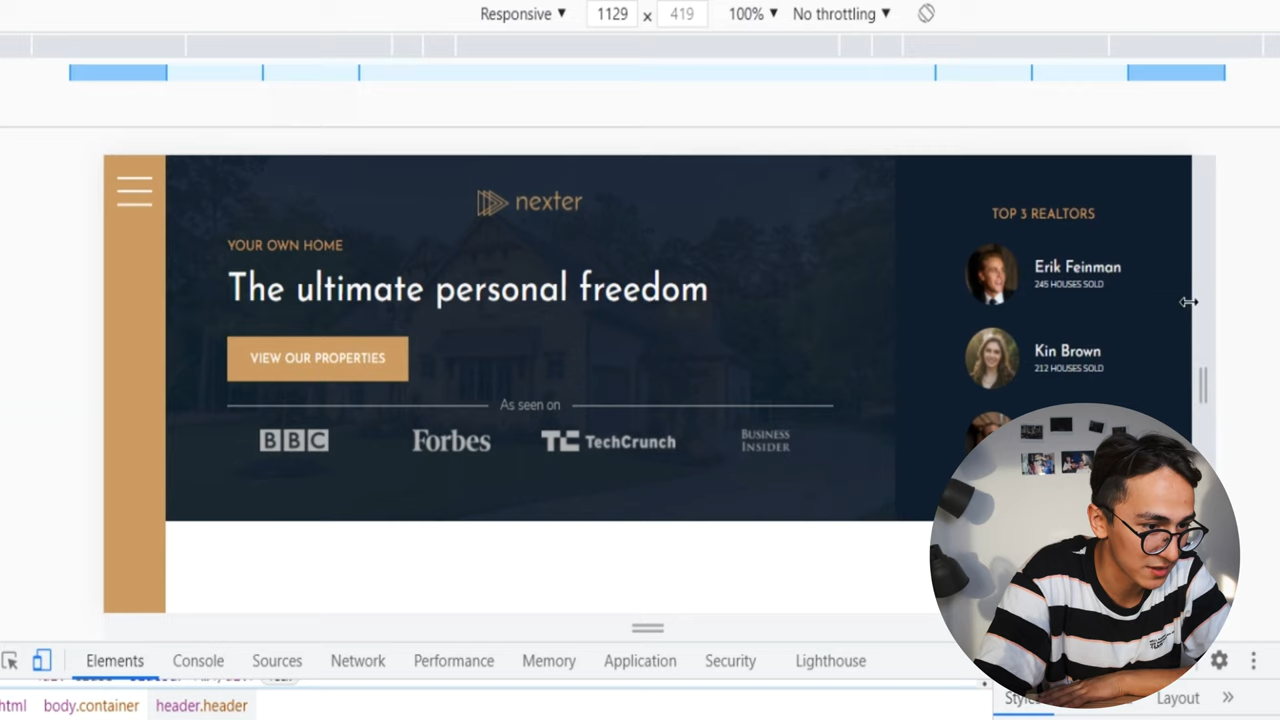 Responsive ▼ 1129 x 419 100% ▼ No throttling ▼
nexter
YOUR OWN HOME
The ultimate personal freedom
VIEW OUR PROPERTIES
As seen on
BBC Forbes TC TechCrunch BUSINESS INSIDER
TOP 3 REALTORS
Erik Feinman
245 HOUSES SOLD
Kin Brown
212 HOUSES SOLD
Elements Console Sources Network Performance Memory Application Security Lighthouse
html body.container header.header Layout »